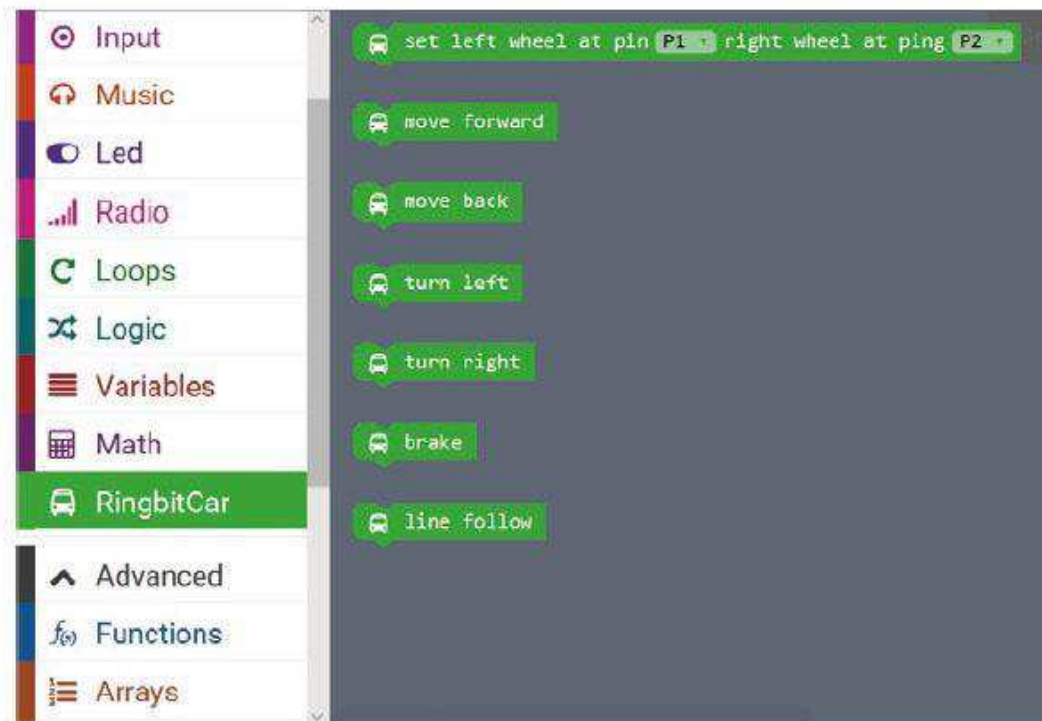 Input
Music
Led
Radio
Loops
Logic
Variables
Math
RingbitCar
Advanced
f(x) Functions
Arrays
set left wheel at pin P1 right wheel at ping P2
move forward
move back
turn left
turn right
brake
line follow